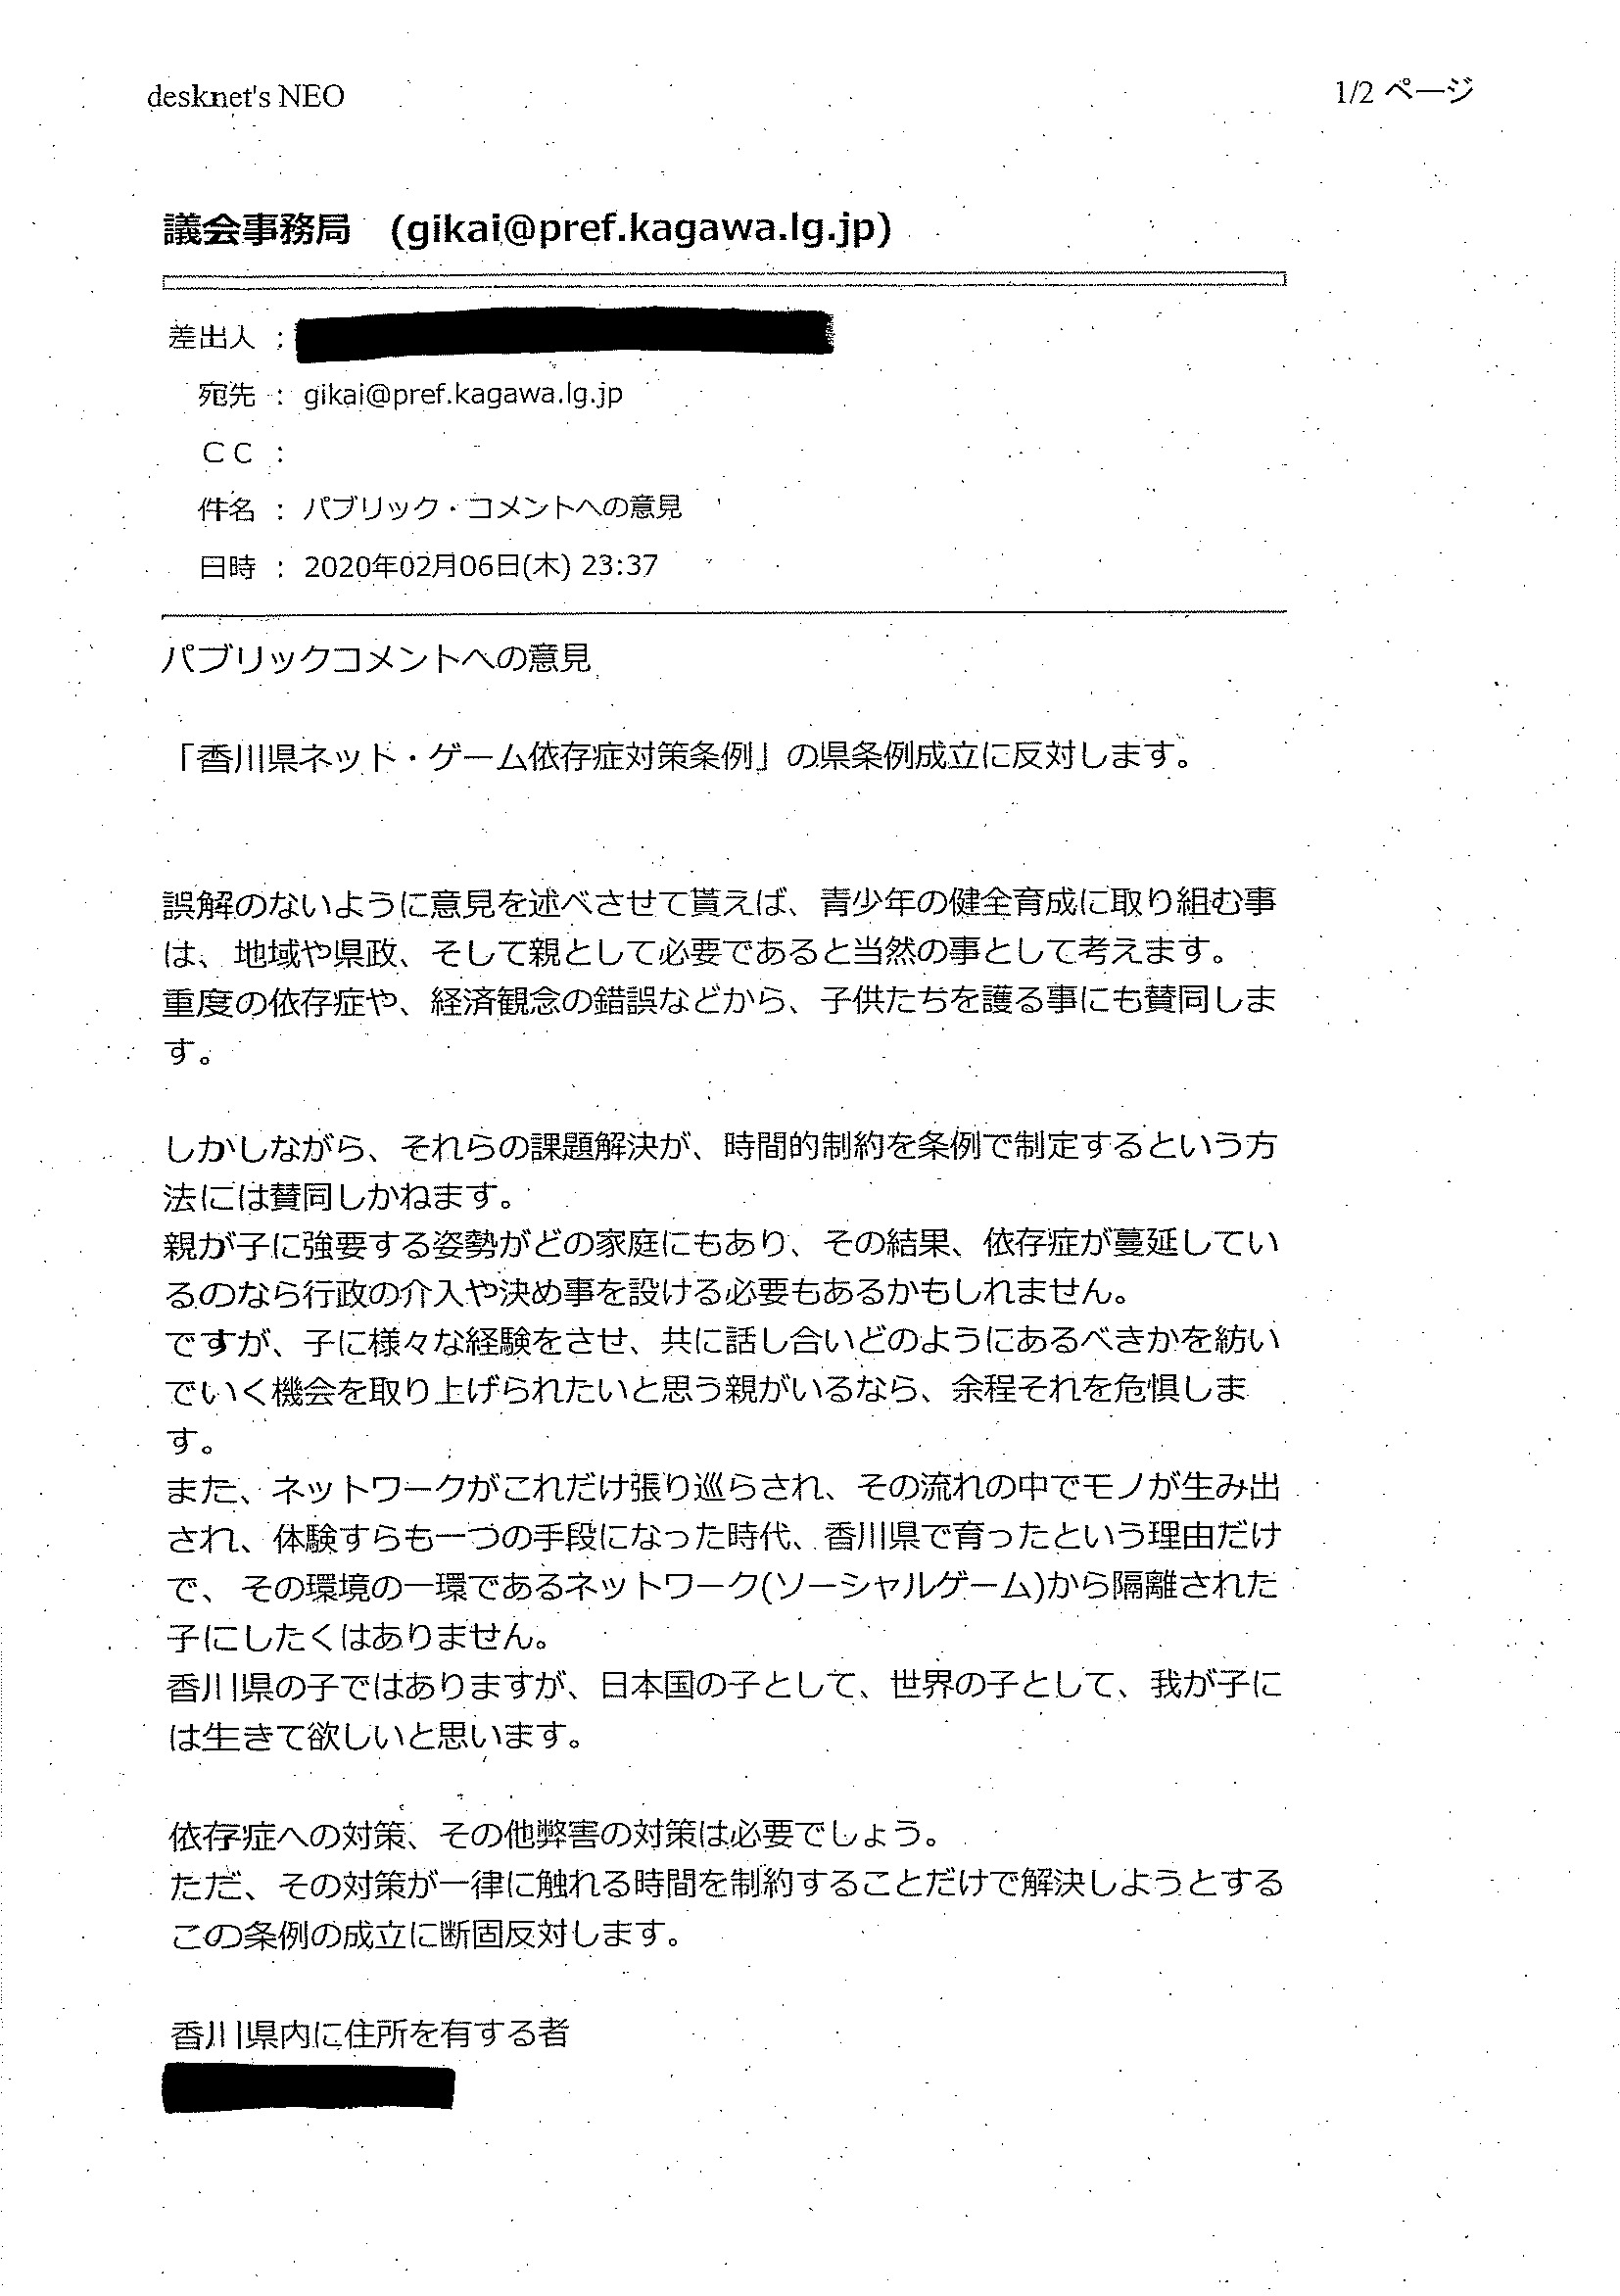 desknet's NEO
1/2 ページ
議会事務局 (gikai@pref.kagawa.lg.jp)
差出人 :
宛先 : gikai@pref.kagawa.lg.jp
ＣＣ :
件名 : パブリック・コメントへの意見
日時 : 2020年02月06日(木) 23:37
パブリックコメントへの意見
「香川県ネット・ゲーム依存症対策条例」の県条例成立に反対します。
誤解のないように意見を述べさせて貰えば、青少年の健全育成に取り組む事
は、地域や県政、そして親として必要であると当然の事として考えます。
重度の依存症や、経済観念の錯誤などから、子供たちを護る事にも賛同しま
す。
しかしながら、それらの課題解決が、時間的制約を条例で制定するという方
法には賛同しかねます。
親が子に強要する姿勢がどの家庭にもあり、その結果、依存症が蔓延してい
るのなら行政の介入や決め事を設ける必要もあるかもしれません。
ですが、子に様々な経験をさせ、共に話し合いどのようにあるべきかを紡い
でいく機会を取り上げられたいと思う親がいるなら、余程それを危惧しま
す。
また、ネットワークがこれだけ張り巡らされ、その流れの中でモノが生み出
され、体験すらも一つの手段になった時代、香川県で育ったという理由だけ
で、その環境の一環であるネットワーク(ソーシャルゲーム)から隔離された
子にしたくはありません。
香川県の子ではありますが、日本国の子として、世界の子として、我が子に
は生きて欲しいと思います。
依存症への対策、その他弊害の対策は必要でしょう。
ただ、その対策が一律に触れる時間を制約することだけで解決しようとする
この条例の成立に断固反対します。
香川県内に住所を有する者